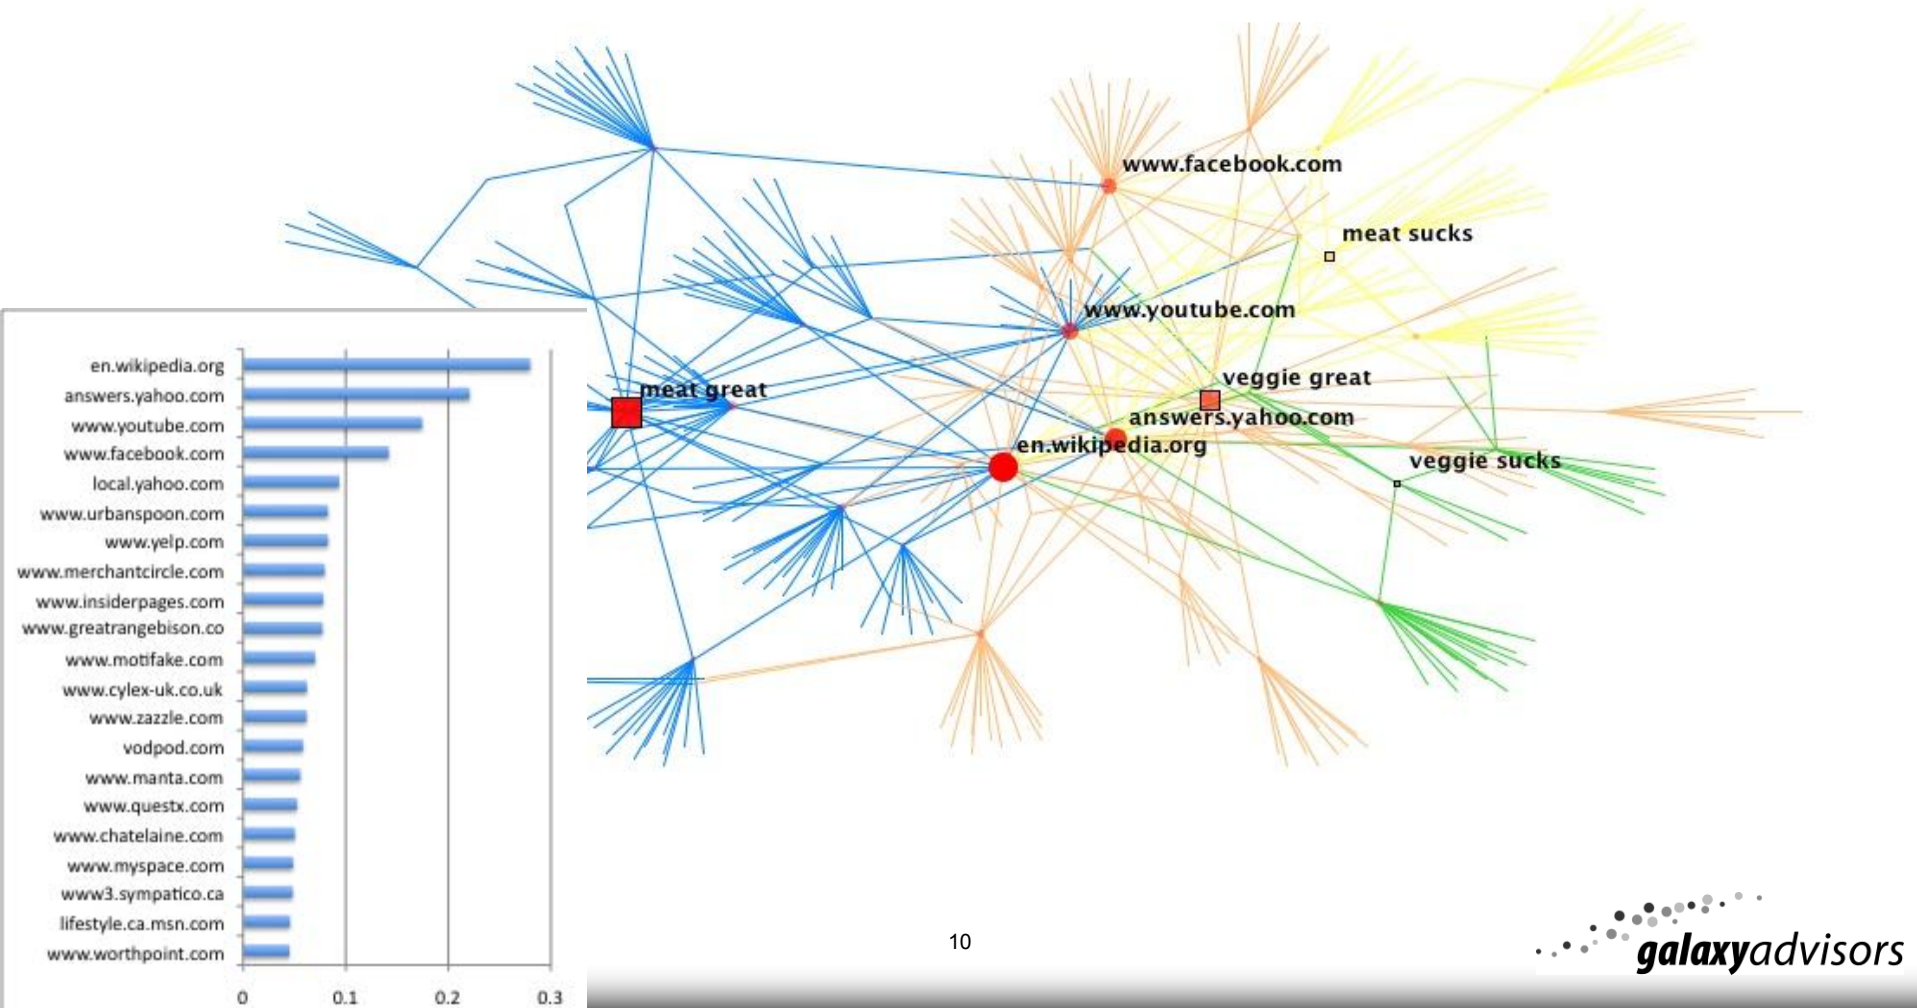 www.facebook.com
meat sucks
www.youtube.com
veggie great
meat great
answers.yahoo.com
en.wikipedia.org
veggie sucks
en.wikipedia.org
answers.yahoo.com
www.youtube.com
www.facebook.com
local.yahoo.com
www.urbanspoon.com
www.yelp.com
www.merchantcircle.com
www.insiderpages.com
www.greatrangebison.co
www.motifake.com
www.cylex-uk.co.uk
www.zazzle.com
vodpod.com
www.manta.com
www.questx.com
www.chatelaine.com
www.myspace.com
www3.sympatico.ca
lifestyle.ca.msn.com
www.worthpoint.com
0 0.1 0.2 0.3
10
galaxyadvisors